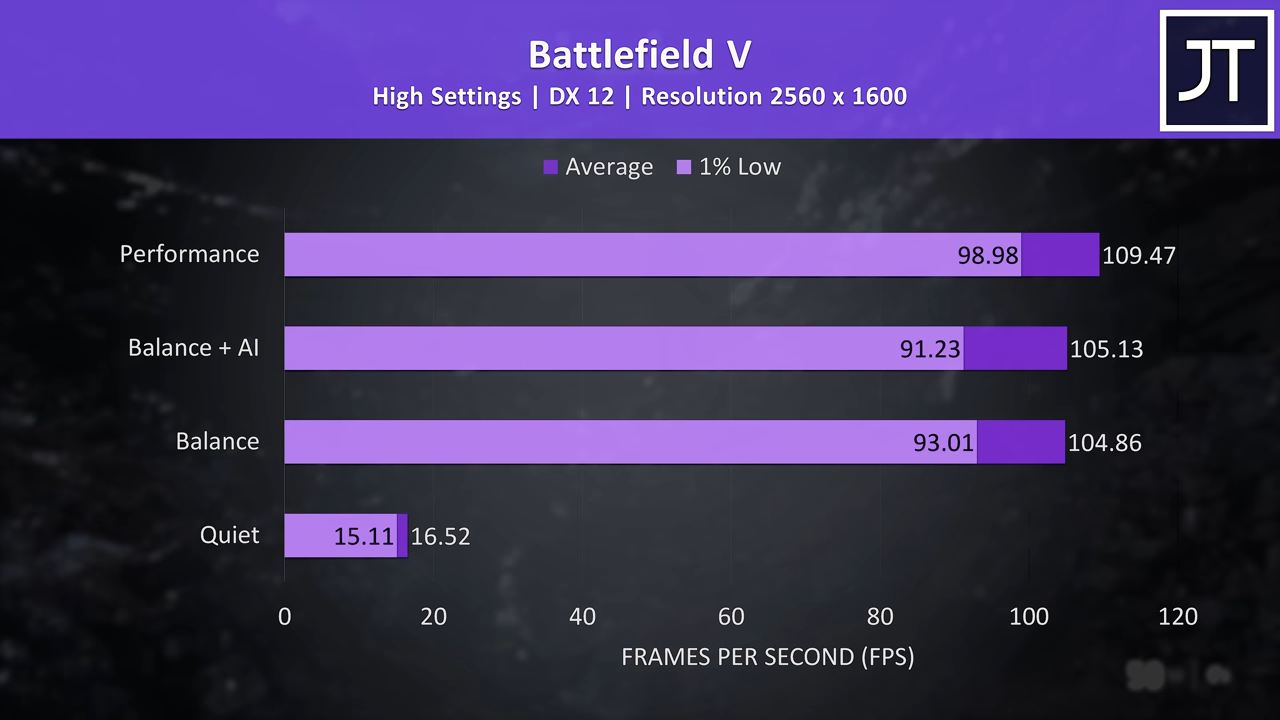 Battlefield V
High Settings | DX 12 | Resolution 2560 x 1600
JT
Average 1% Low
Performance 98.98 109.47
Balance + AI 91.23 105.13
Balance 93.01 104.86
Quiet 15.11 16.52
0 20 40 60 80 100 120
FRAMES PER SECOND (FPS)